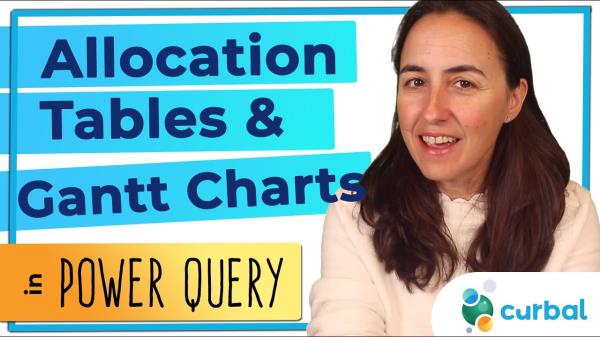 Allocation
Tables &
Gantt Charts
in POWER QUERY
curbal